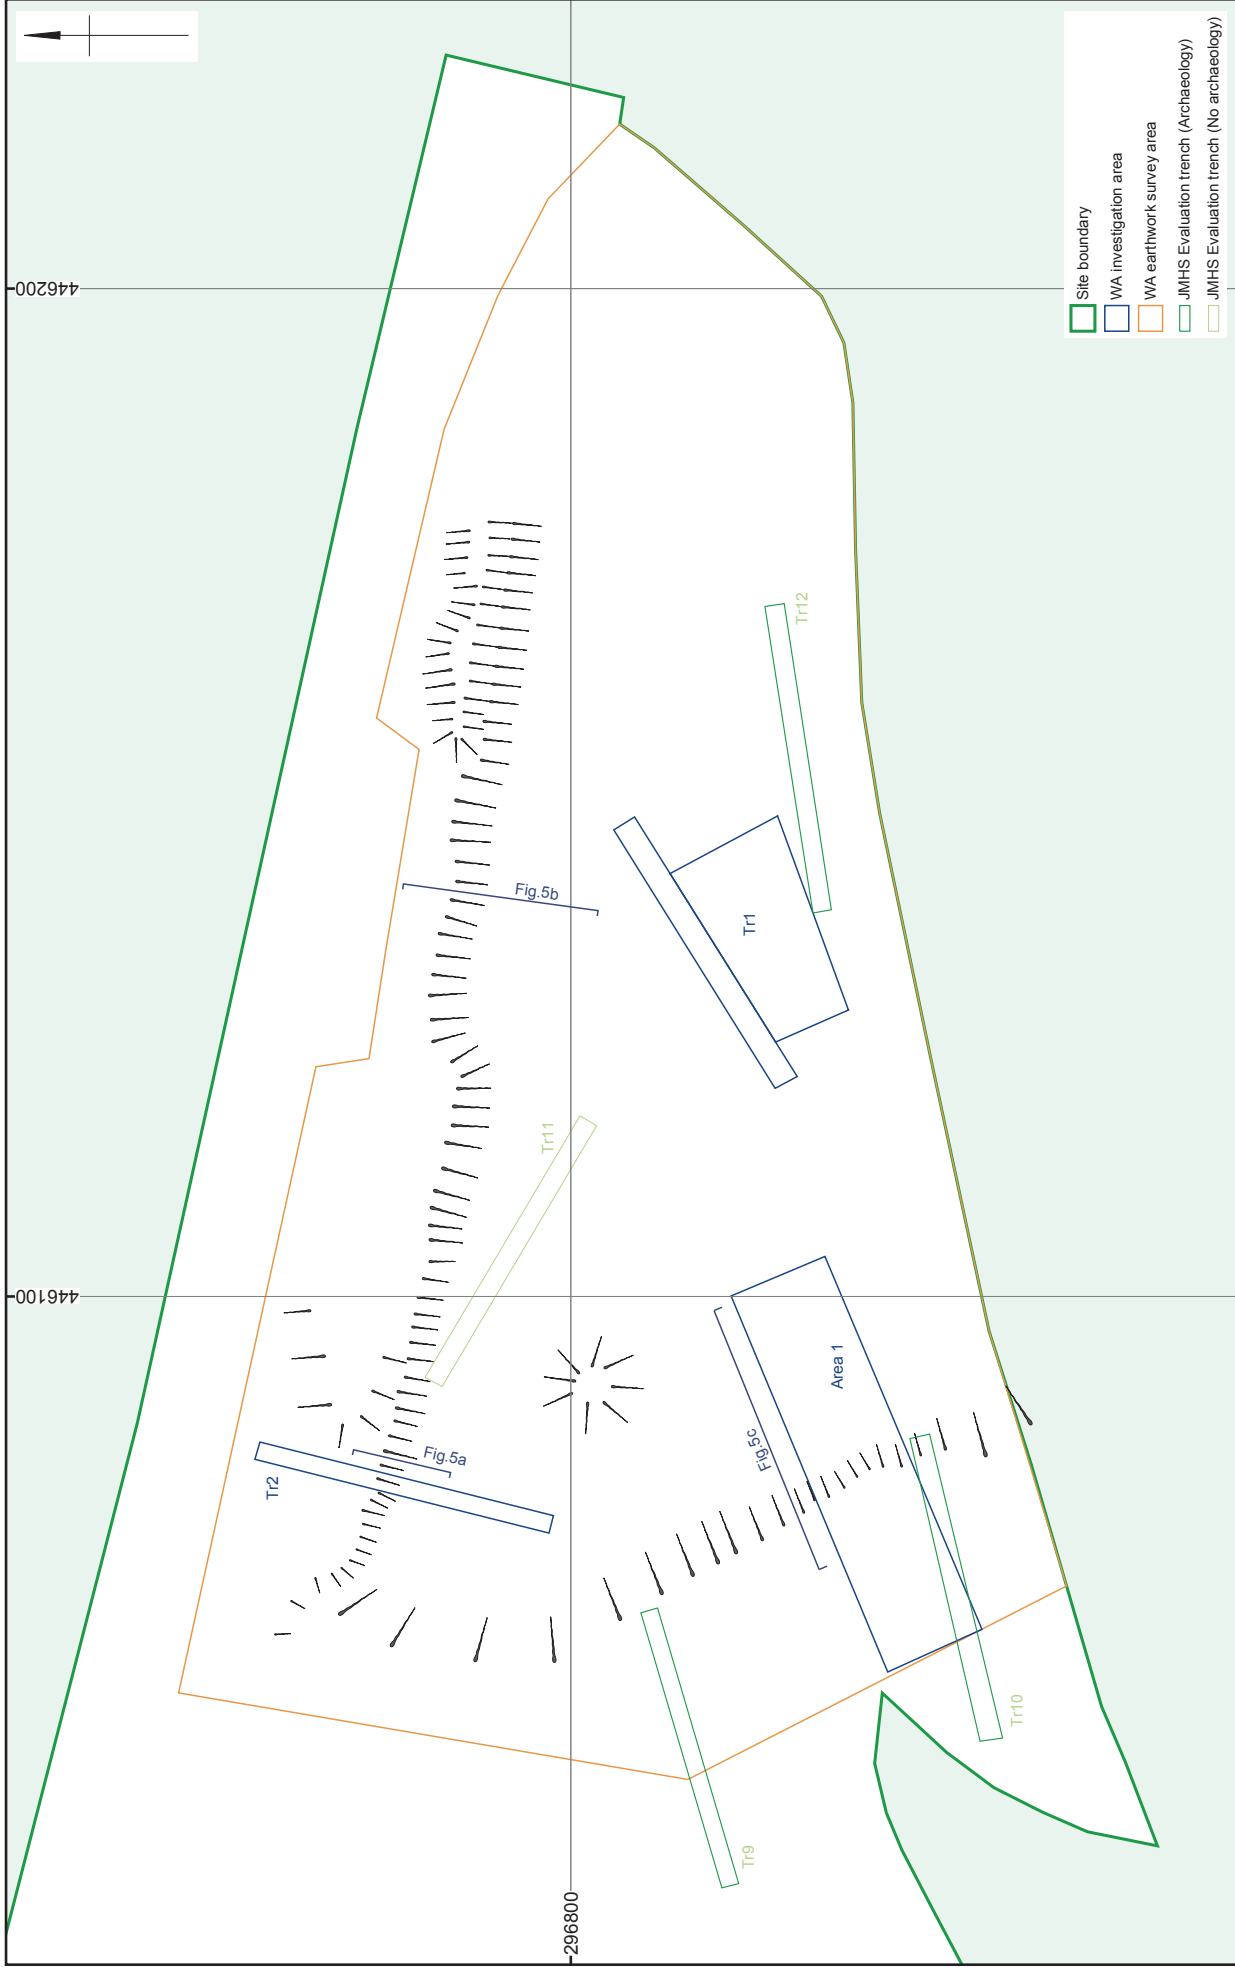 446200
446100
296800
Fig.5b
Tr12
Tr1
Tr11
Area 1
Fig.5c
Fig.5a
Tr2
Tr10
Tr9
Site boundary
WA investigation area
WA earthwork survey area
JMHS Evaluation trench (Archaeology)
JMHS Evaluation trench (No archaeology)